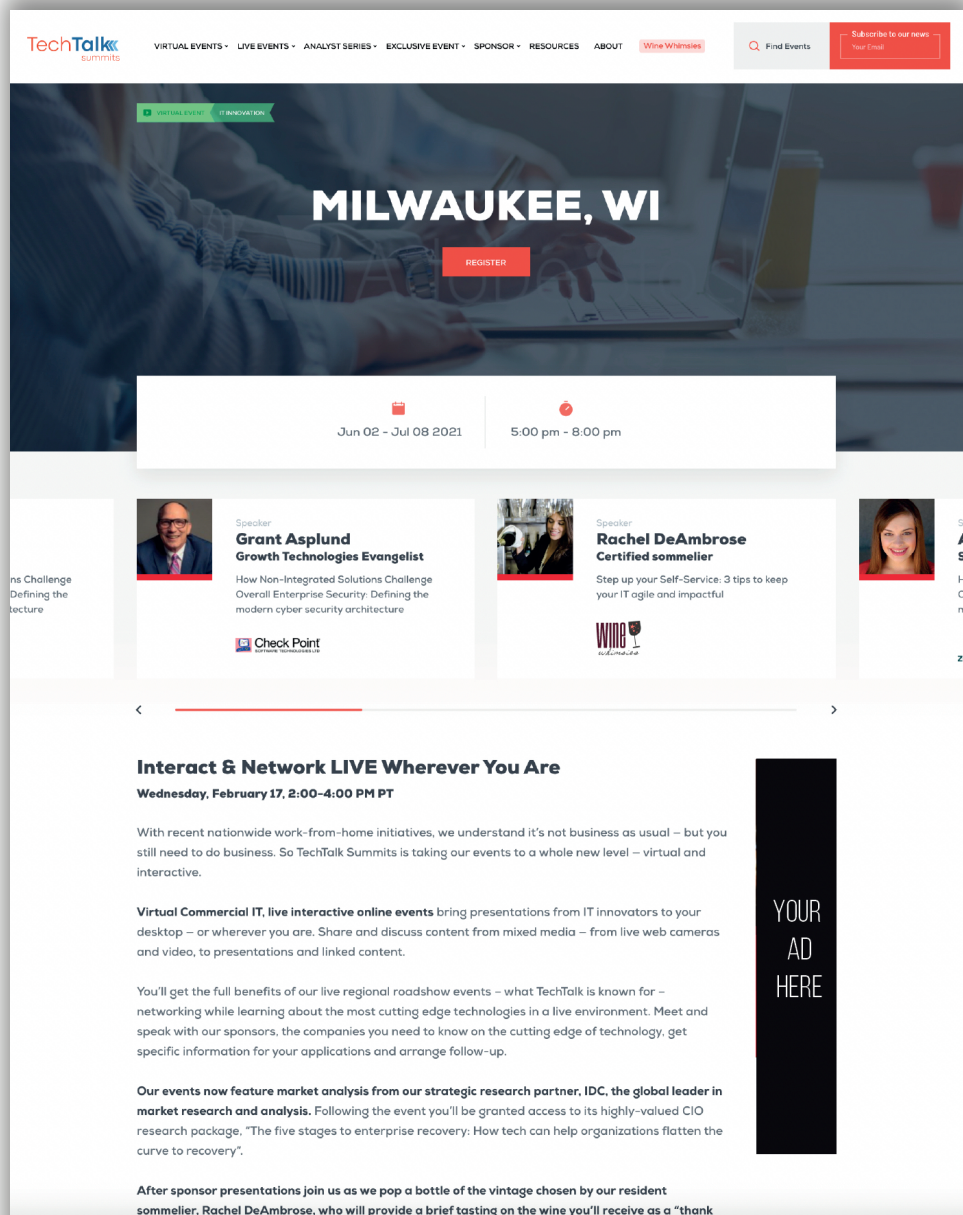 TechTalk
summits
VIRTUAL EVENTS LIVE EVENTS ANALYST SERIES EXCLUSIVE EVENT SPONSOR RESOURCES ABOUT Wine Whimsies
Find Events
Subscribe to our news
Your Email
VIRTUAL EVENT IT INNOVATION
MILWAUKEE, WI
REGISTER
Jun 02 - Jul 08 2021
5:00 pm - 8:00 pm
ns Challenge
Defining the
tecture
Speaker
Grant Asplund
Growth Technologies Evangelist
How Non-Integrated Solutions Challenge
Overall Enterprise Security: Defining the
modern cyber security architecture
Check Point
SOFTWARE TECHNOLOGIES LTD
Speaker
Rachel DeAmbrose
Certified sommelier
Step up your Self-Service: 3 tips to keep
your IT agile and impactful
WINE
whimsies
Interact & Network LIVE Wherever You Are
Wednesday, February 17, 2:00-4:00 PM PT
With recent nationwide work-from-home initiatives, we understand it's not business as usual — but you
still need to do business. So TechTalk Summits is taking our events to a whole new level — virtual and
interactive.
Virtual Commercial IT, live interactive online events bring presentations from IT innovators to your
desktop — or wherever you are. Share and discuss content from mixed media — from live web cameras
and video, to presentations and linked content.
You'll get the full benefits of our live regional roadshow events – what TechTalk is known for –
networking while learning about the most cutting edge technologies in a live environment. Meet and
speak with our sponsors, the companies you need to know on the cutting edge of technology, get
specific information for your applications and arrange follow-up.
Our events now feature market analysis from our strategic research partner, IDC, the global leader in
market research and analysis. Following the event you'll be granted access to its highly-valued CIO
research package, "The five stages to enterprise recovery: How tech can help organizations flatten the
curve to recovery".
After sponsor presentations join us as we pop a bottle of the vintage chosen by our resident
sommelier, Rachel DeAmbrose, who will provide a brief tasting on the wine you'll receive as a "thank
YOUR
AD
HERE